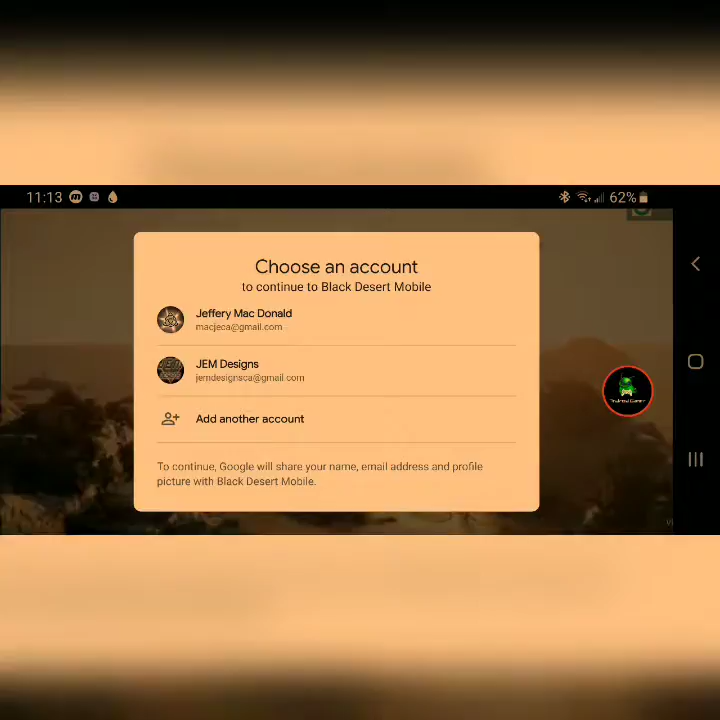 11:13
62%
Choose an account
to continue to Black Desert Mobile
Jeffery Mac Donald
macjeca@gmail.com
JEM Designs
jemdesignsca@gmail.com
Android Gamer
Add another account
To continue, Google will share your name, email address and profile
picture with Black Desert Mobile.